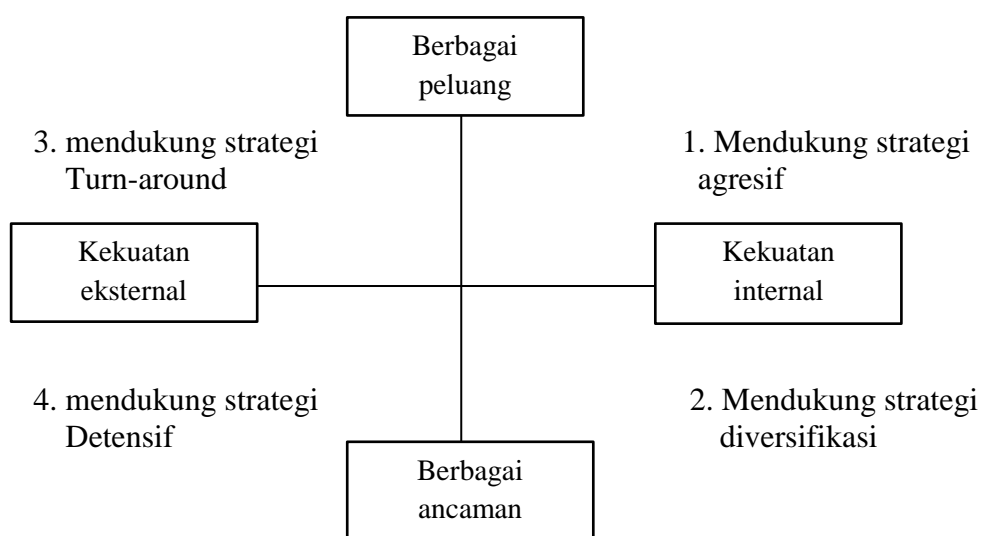 Berbagai
peluang
3. mendukung strategi
Turn-around
1. Mendukung strategi
agresif
Kekuatan
eksternal
Kekuatan
internal
4. mendukung strategi
Detensif
2. Mendukung strategi
diversifikasi
Berbagai
ancaman